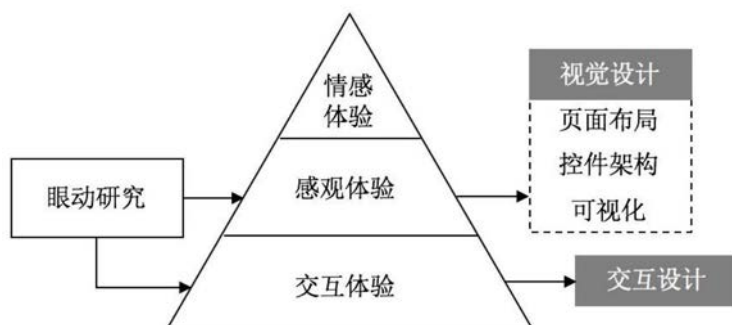 情感
体验
视觉设计
页面布局
控件架构
可视化
眼动研究
感观体验
交互体验
交互设计